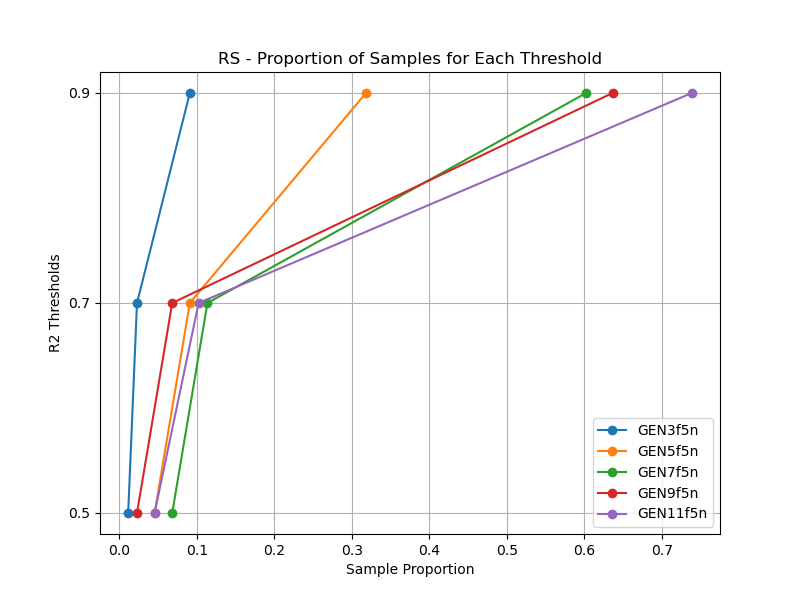 RS - Proportion of Samples for Each Threshold
0.9
0.7
0.5
R2 Thresholds
GEN3f5n
GEN5f5n
GEN7f5n
GEN9f5n
GEN11f5n
0.0 0.1 0.2 0.3 0.4 0.5 0.6 0.7
Sample Proportion